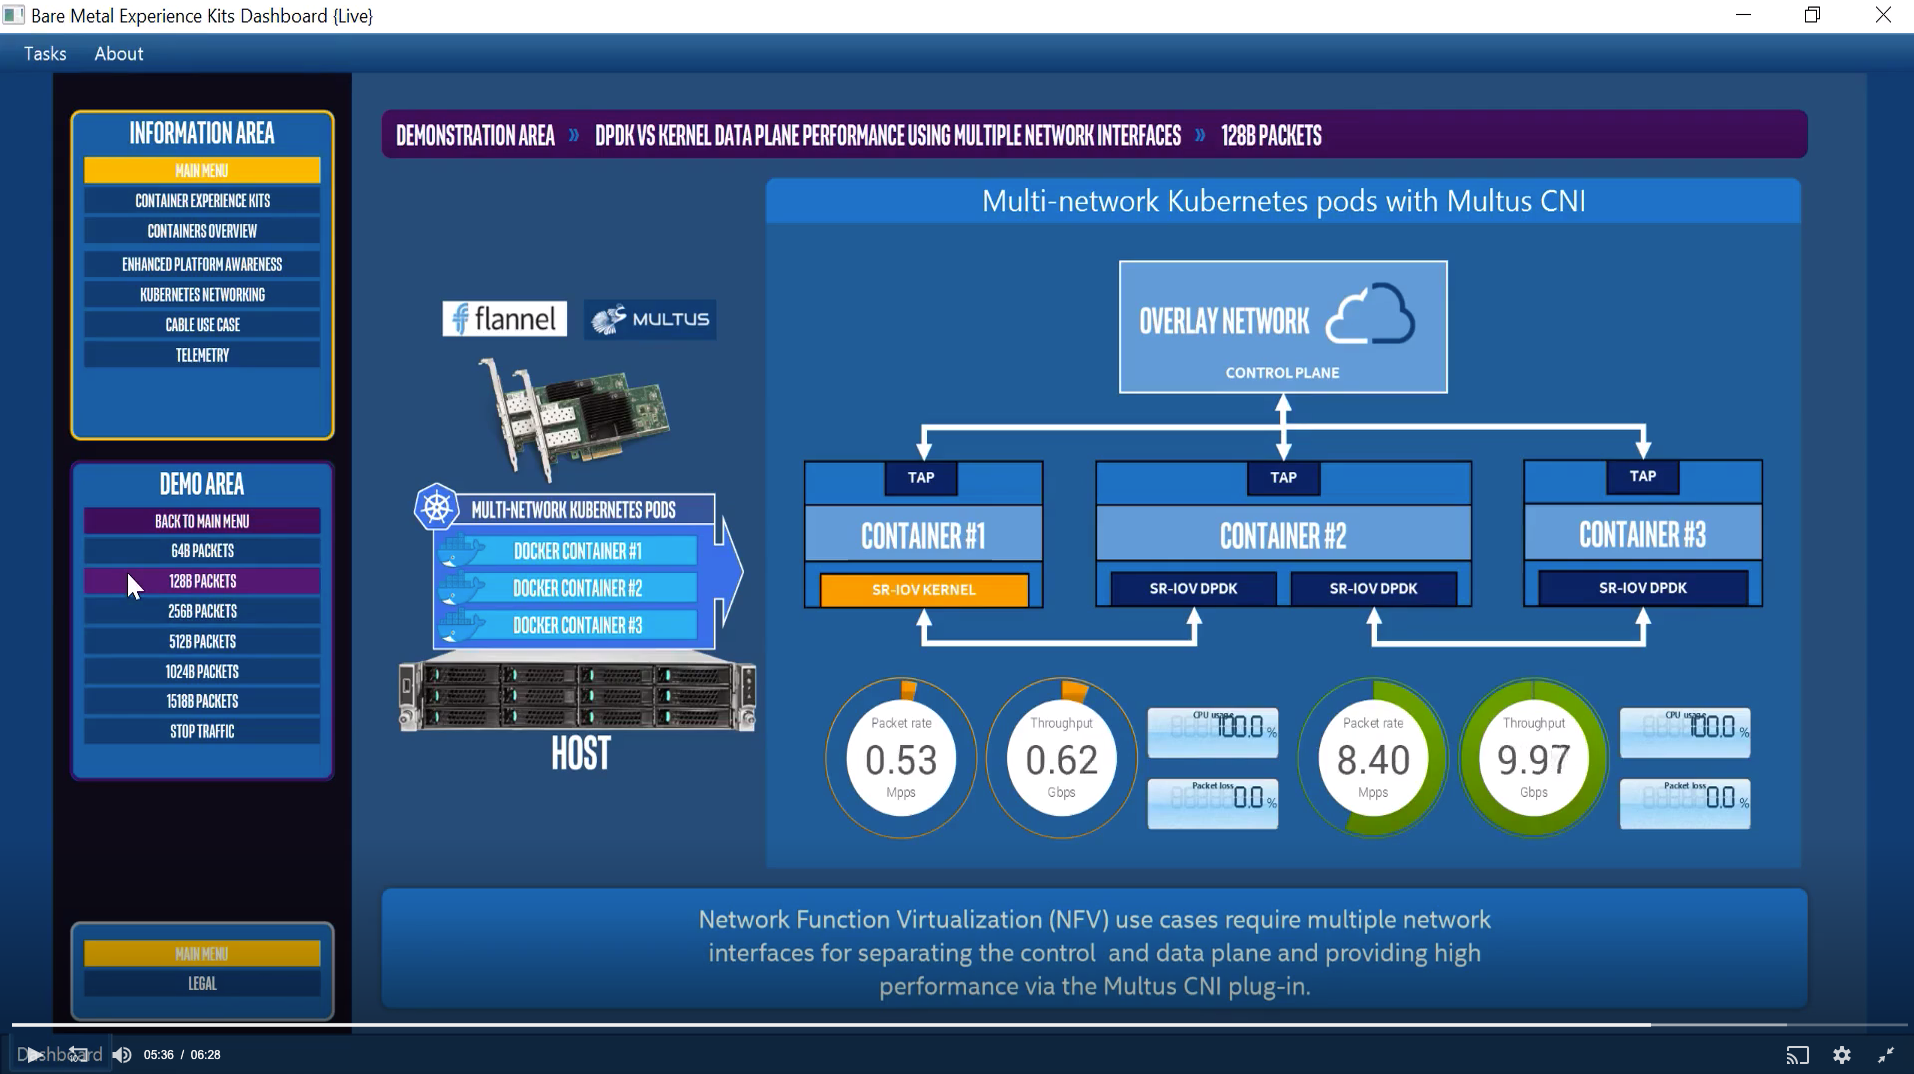 Bare Metal Experience Kits Dashboard {Live}
Tasks About
INFORMATION AREA
MAIN MENU
CONTAINER EXPERIENCE KITS
CONTAINERS OVERVIEW
ENHANCED PLATFORM AWARENESS
KUBERNETES NETWORKING
CABLE USE CASE
TELEMETRY
DEMO AREA
BACK TO MAIN MENU
64B PACKETS
128B PACKETS
256B PACKETS
512B PACKETS
1024B PACKETS
1518B PACKETS
STOP TRAFFIC
MAIN MENU
LEGAL
DEMONSTRATION AREA » DPDK VS KERNEL DATA PLANE PERFORMANCE USING MULTIPLE NETWORK INTERFACES » 128B PACKETS
flannel MULTUS
MULTI-NETWORK KUBERNETES PODS
DOCKER CONTAINER #1
DOCKER CONTAINER #2
DOCKER CONTAINER #3
HOST
Multi-network Kubernetes pods with Multus CNI
OVERLAY NETWORK
CONTROL PLANE
TAP TAP TAP
CONTAINER #1 CONTAINER #2 CONTAINER #3
SR-IOV KERNEL SR-IOV DPDK SR-IOV DPDK SR-IOV DPDK
Packet rate
0.53
Mpps
Throughput
0.62
Gbps
CPU usage
100.0 %
Packet loss
0.0 %
Packet rate
8.40
Mpps
Throughput
9.97
Gbps
CPU usage
100.0 %
Packet loss
0.0 %
Network Function Virtualization (NFV) use cases require multiple network
interfaces for separating the control and data plane and providing high
performance via the Multus CNI plug-in.
Dashboard 10 05:36 / 06:28